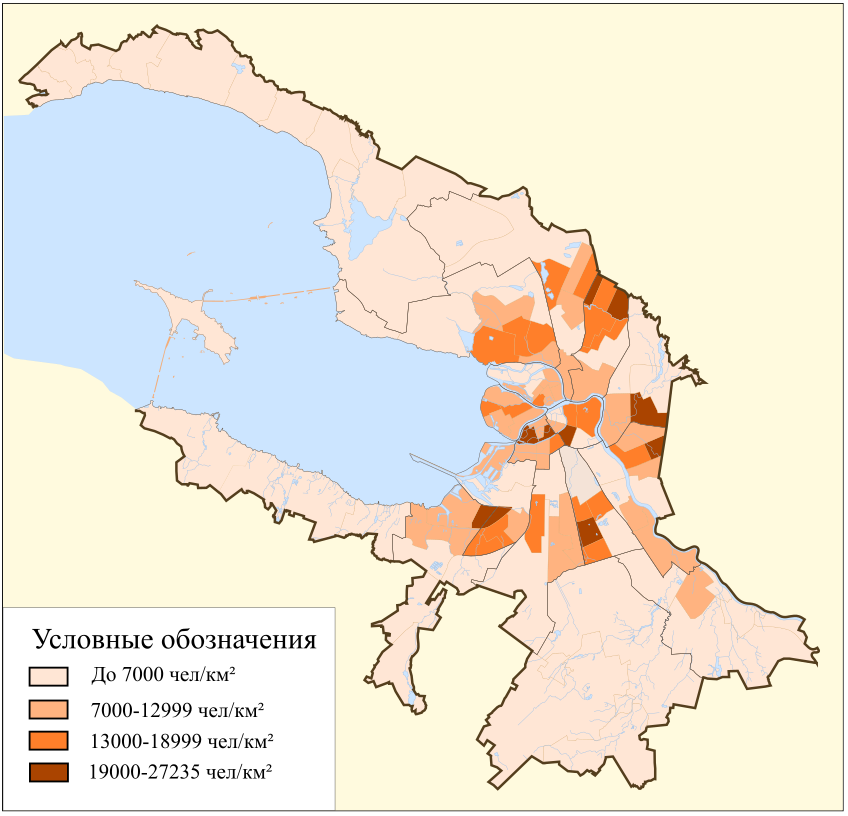 Условные обозначения
До 7000 чел/км²
7000-12999 чел/км²
13000-18999 чел/км²
19000-27235 чел/км²